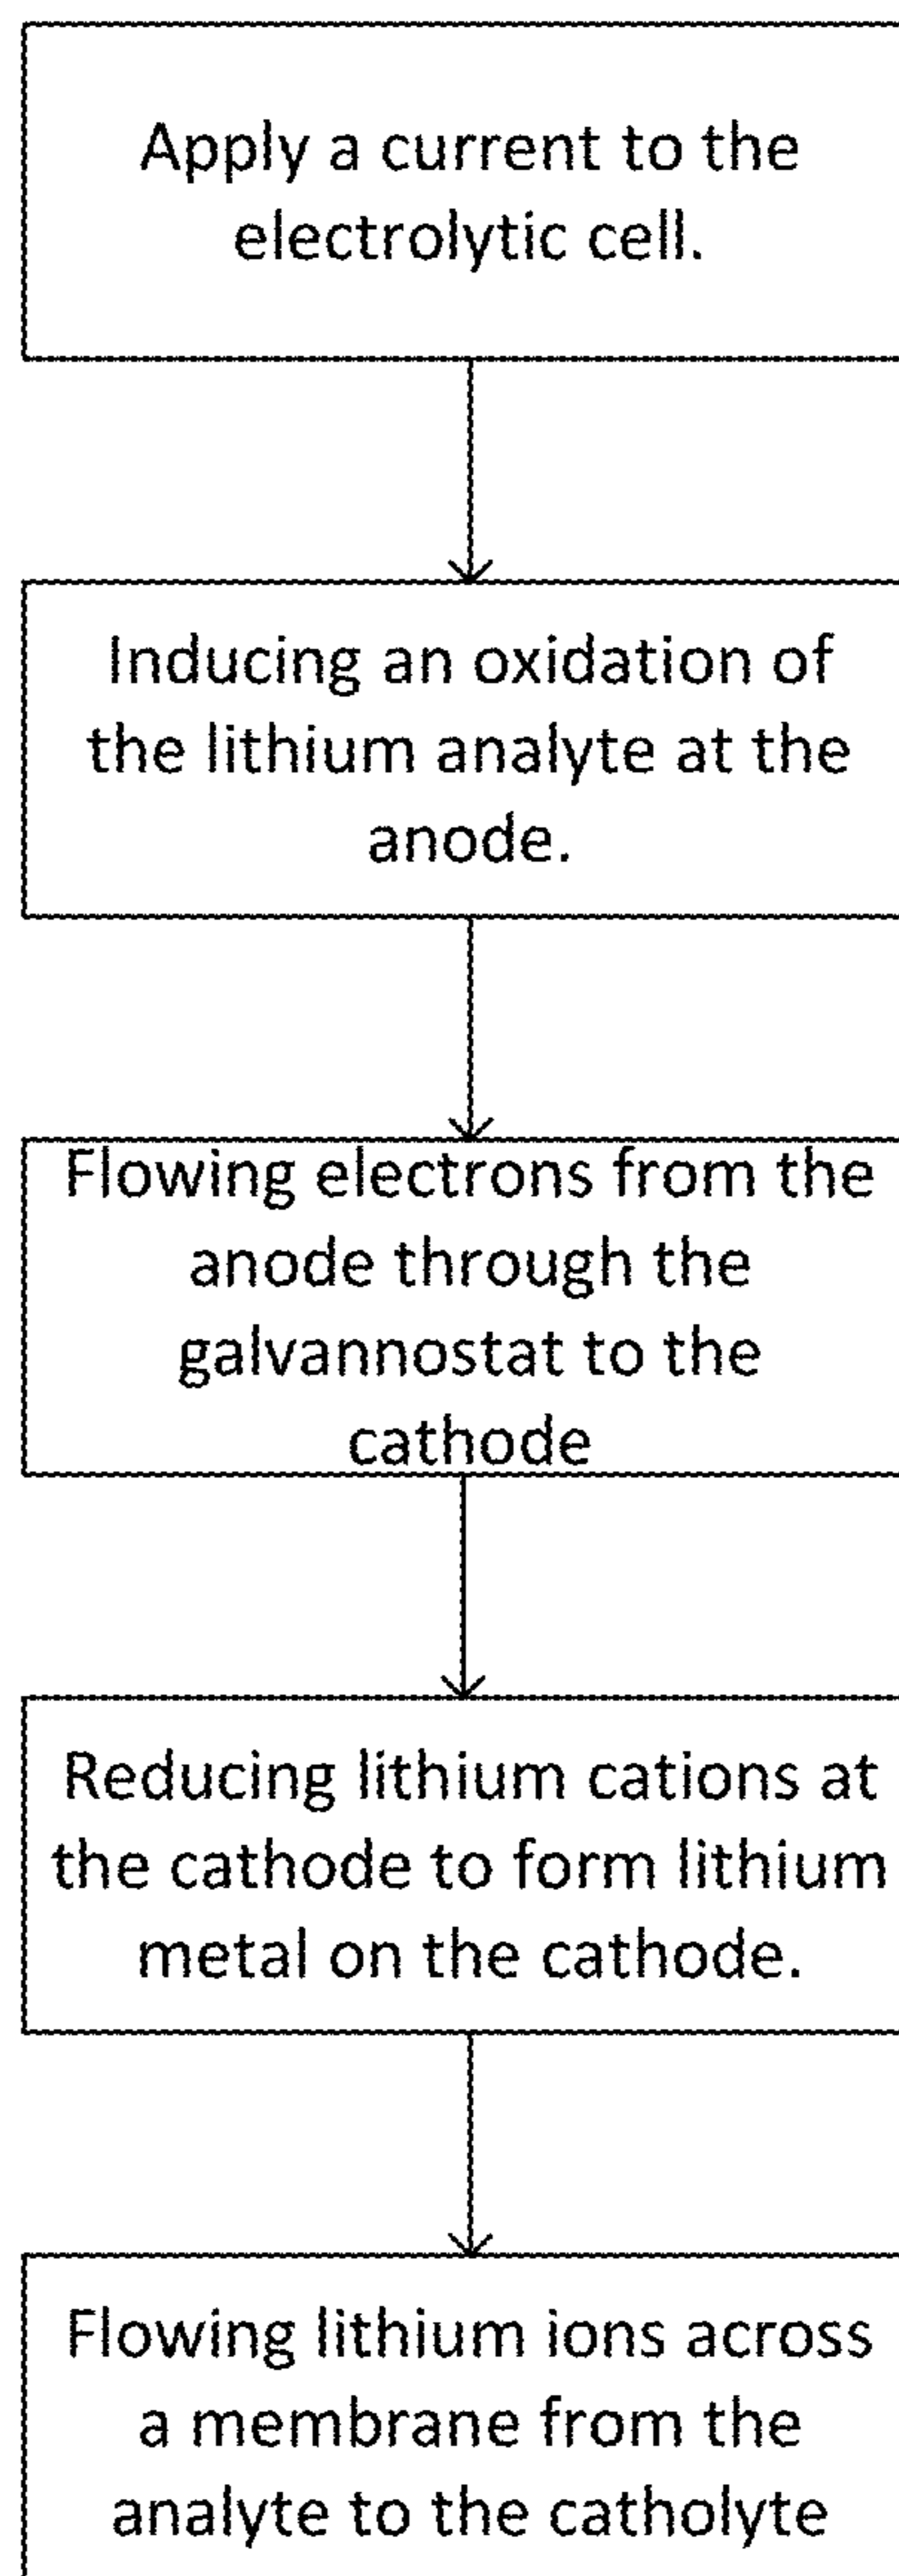 Apply a current to the
electrolytic cell.
Inducing an oxidation of
the lithium analyte at the
anode.
Flowing electrons from the
anode through the
galvannostat to the
cathode
Reducing lithium cations at
the cathode to form lithium
metal on the cathode.
Flowing lithium ions across
a membrane from the
analyte to the catholyte